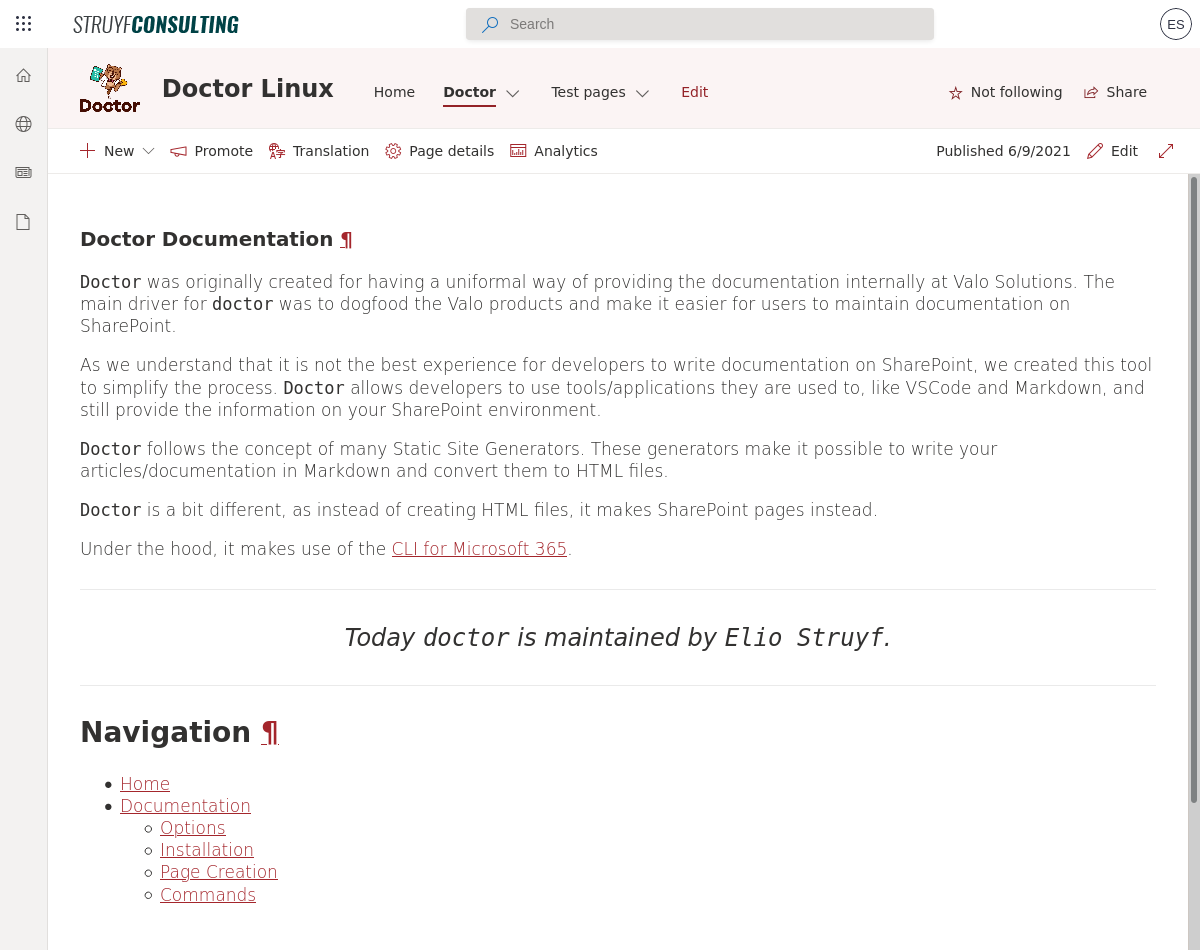 STRUYFCONSULTING
Search
ES
Doctor
Doctor Linux
Home
Doctor
Test pages
Edit
Not following
Share
New
Promote
Translation
Page details
Analytics
Published 6/9/2021
Edit
Doctor Documentation ¶
Doctor was originally created for having a uniformal way of providing the documentation internally at Valo Solutions. The
main driver for doctor was to dogfood the Valo products and make it easier for users to maintain documentation on
SharePoint.
As we understand that it is not the best experience for developers to write documentation on SharePoint, we created this tool
to simplify the process. Doctor allows developers to use tools/applications they are used to, like VSCode and Markdown, and
still provide the information on your SharePoint environment.
Doctor follows the concept of many Static Site Generators. These generators make it possible to write your
articles/documentation in Markdown and convert them to HTML files.
Doctor is a bit different, as instead of creating HTML files, it makes SharePoint pages instead.
Under the hood, it makes use of the CLI for Microsoft 365.
Today doctor is maintained by Elio Struyf.
Navigation ¶
Home
Documentation
Options
Installation
Page Creation
Commands